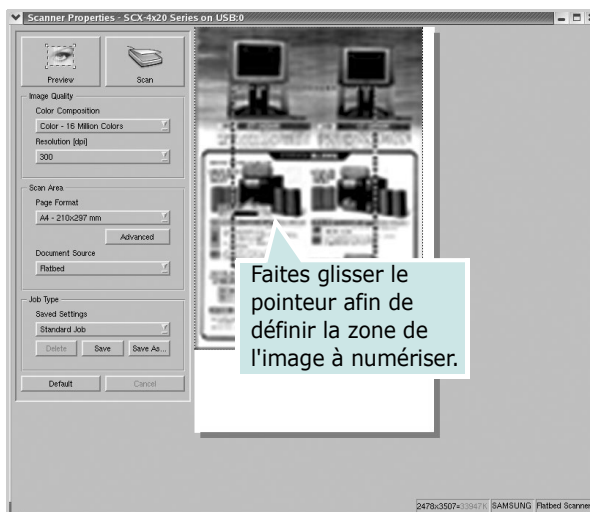 Scanner Properties - SCX-4x20 Series on USB:0
Preview Scan
Image Quality
Color Composition
Color - 16 Million Colors
Resolution [dpi]
300
Scan Area
Page Format
A4 - 210x297 mm
Advanced
Document Source
Flatbed
Job Type
Saved Settings
Standard Job
Delete Save Save As...
Default Cancel
Faites glisser le
pointeur afin de
définir la zone de
l'image à numériser.
2478x3507=33947K SAMSUNG Flatbed Scanner